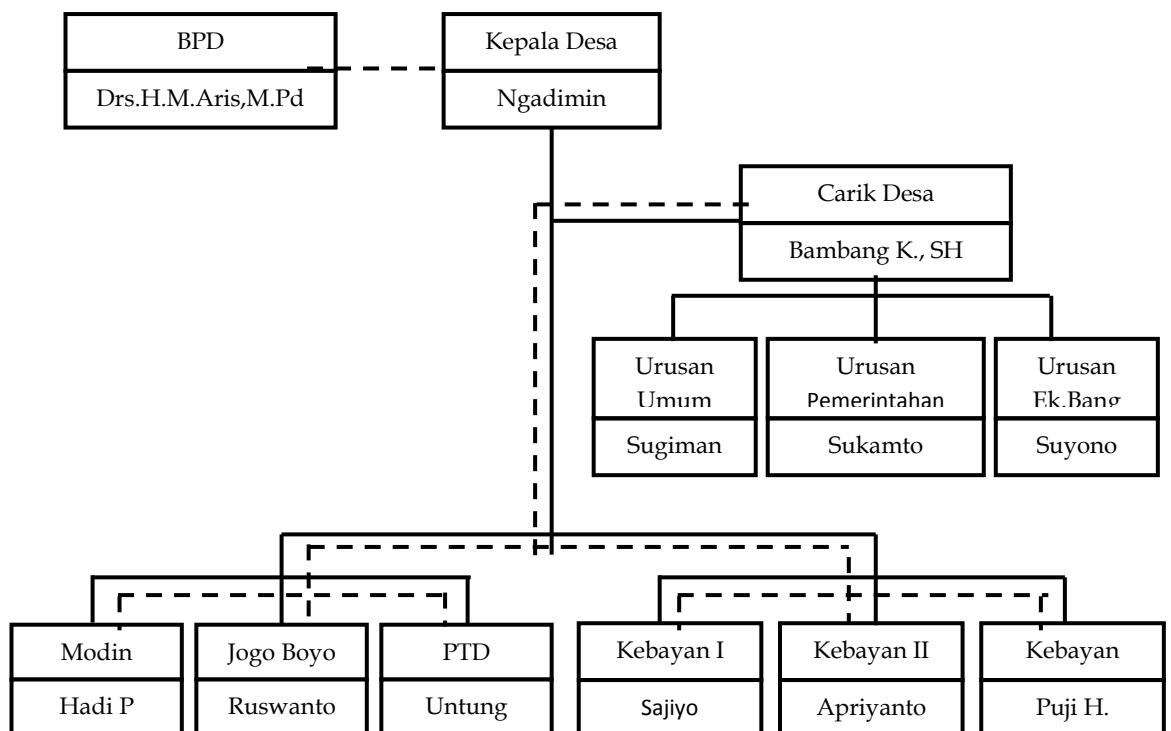 BPD
Drs.H.M.Aris,M.Pd
Kepala Desa
Ngadimin
Carik Desa
Bambang K., SH
Urusan
Umum
Sugiman
Urusan
Pemerintahan
Sukamto
Urusan
Ek.Bang
Suyono
Modin
Hadi P
Jogo Boyo
Ruswanto
PTD
Untung
Kebayan I
Sajiyo
Kebayan II
Apriyanto
Kebayan
Puji H.